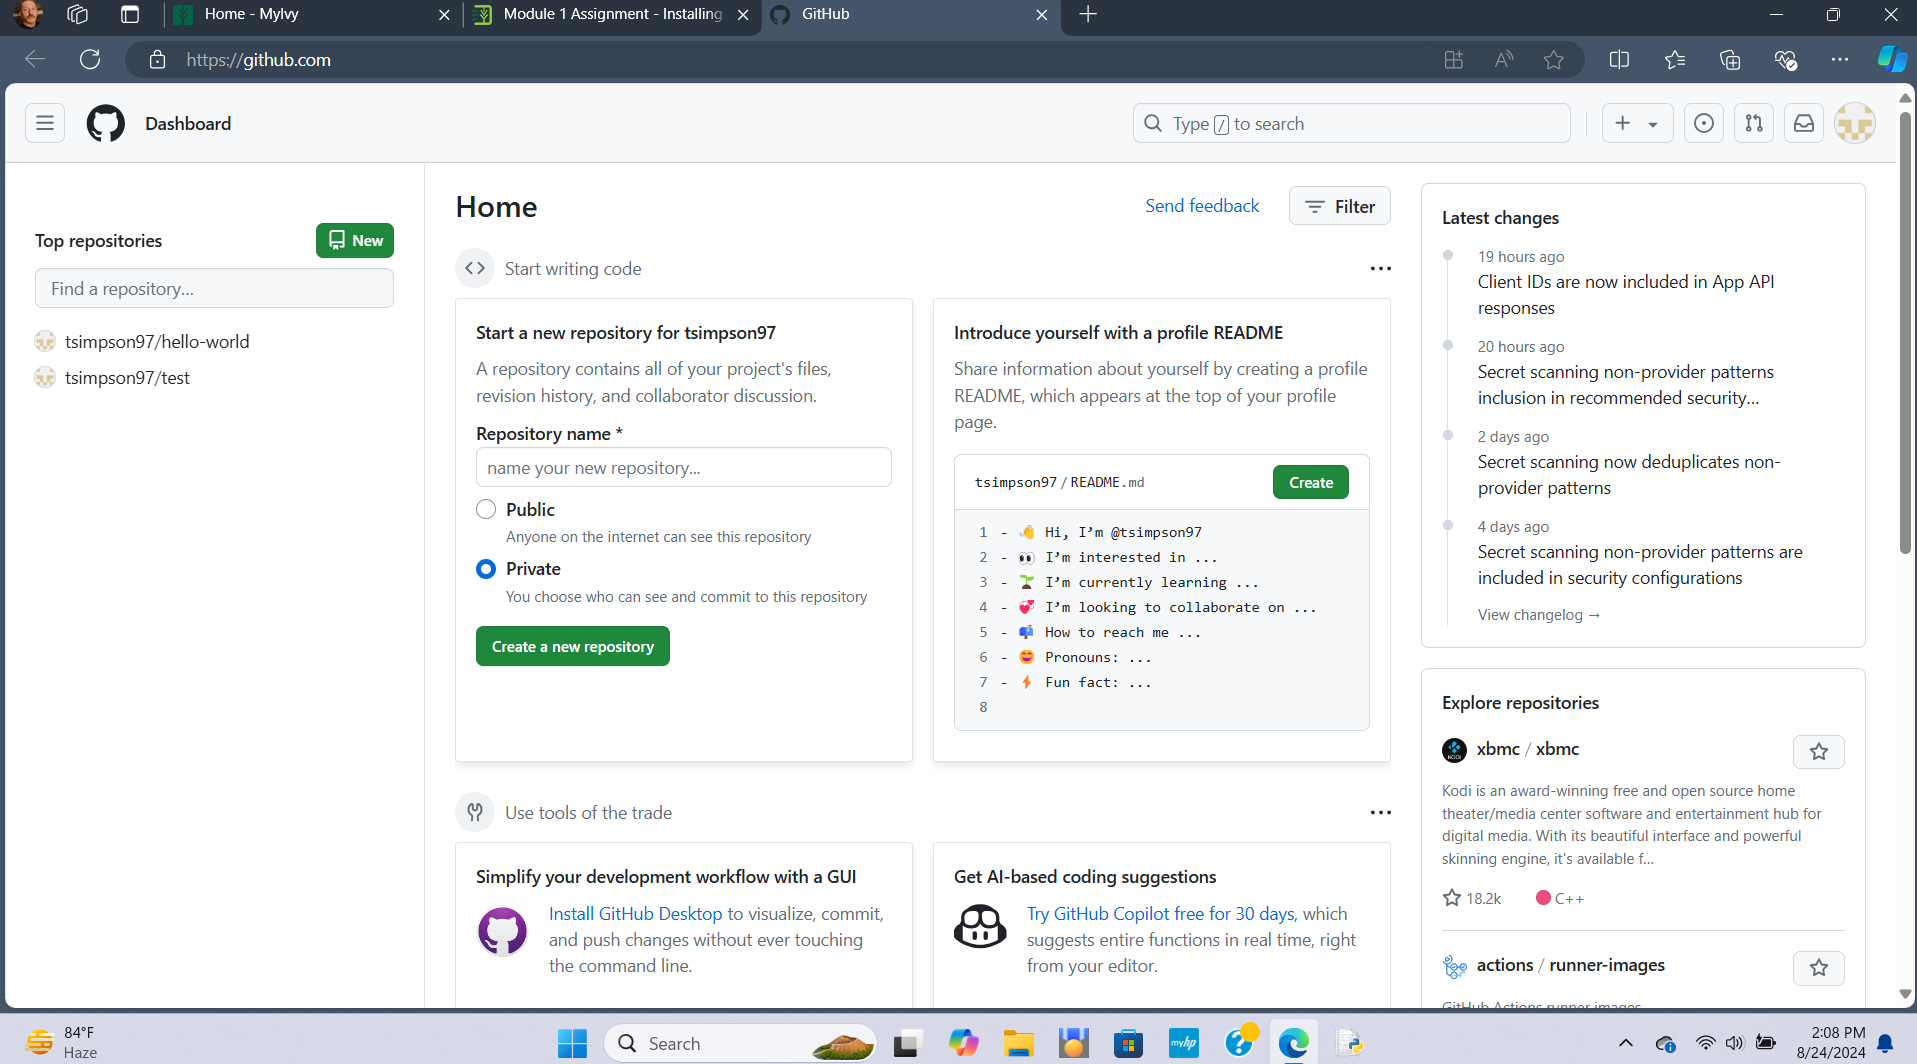 Home - MyIvy
Module 1 Assignment - Installing
GitHub
https://github.com
Dashboard
Type / to search
Top repositories
New
Find a repository...
tsimpson97/hello-world
tsimpson97/test
Home
Send feedback
Filter
Start writing code
Start a new repository for tsimpson97
A repository contains all of your project's files,
revision history, and collaborator discussion.
Repository name *
name your new repository...
Public
Anyone on the internet can see this repository
Private
You choose who can see and commit to this repository
Create a new repository
Introduce yourself with a profile README
Share information about yourself by creating a profile
README, which appears at the top of your profile
page.
tsimpson97 / README.md
Create
1 - 👋 Hi, I’m @tsimpson97
2 - 👀 I’m interested in ...
3 - 🌱 I’m currently learning ...
4 - 💞️ I’m looking to collaborate on ...
5 - 📫 How to reach me ...
6 - 😄 Pronouns: ...
7 - ⚡ Fun fact: ...
8
Use tools of the trade
Simplify your development workflow with a GUI
Install GitHub Desktop to visualize, commit,
and push changes without ever touching
the command line.
Get AI-based coding suggestions
Try GitHub Copilot free for 30 days, which
suggests entire functions in real time, right
from your editor.
Latest changes
19 hours ago
Client IDs are now included in App API
responses
20 hours ago
Secret scanning non-provider patterns
inclusion in recommended security...
2 days ago
Secret scanning now deduplicates non-
provider patterns
4 days ago
Secret scanning non-provider patterns are
included in security configurations
View changelog →
Explore repositories
xbmc / xbmc
Kodi is an award-winning free and open source home
theater/media center software and entertainment hub for
digital media. With its beautiful interface and powerful
skinning engine, it's available f...
18.2k
C++
actions / runner-images
GitHub Actions runner images
84°F
Haze
Search
myhp
2:08 PM
8/24/2024